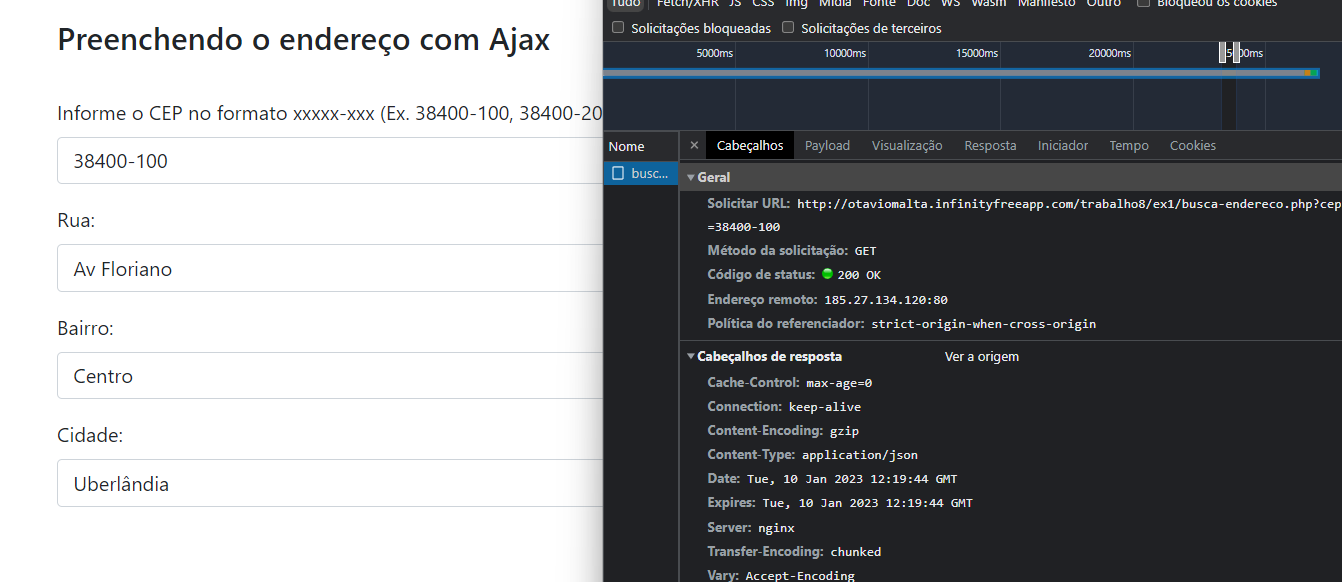 Preenchendo o endereço com Ajax
Informe o CEP no formato xxxxx-xxx (Ex. 38400-100, 38400-20
38400-100
Rua:
Av Floriano
Bairro:
Centro
Cidade:
Uberlândia
Tudo Fetch/XHR JS CSS Img Mídia Fonte Doc WS Wasm Manifesto Outro Bloqueou os cookies
Solicitações bloqueadas Solicitações de terceiros
5000ms 10000ms 15000ms 20000ms
Nome
busc...
× Cabeçalhos Payload Visualização Resposta Iniciador Tempo Cookies
Geral
Solicitar URL: http://otaviomalta.infinityfreeapp.com/trabalho8/ex1/busca-endereco.php?cep
=38400-100
Método da solicitação: GET
Código de status: 200 OK
Endereço remoto: 185.27.134.120:80
Política do referenciador: strict-origin-when-cross-origin
Cabeçalhos de resposta Ver a origem
Cache-Control: max-age=0
Connection: keep-alive
Content-Encoding: gzip
Content-Type: application/json
Date: Tue, 10 Jan 2023 12:19:44 GMT
Expires: Tue, 10 Jan 2023 12:19:44 GMT
Server: nginx
Transfer-Encoding: chunked
Vary: Accept-Encoding